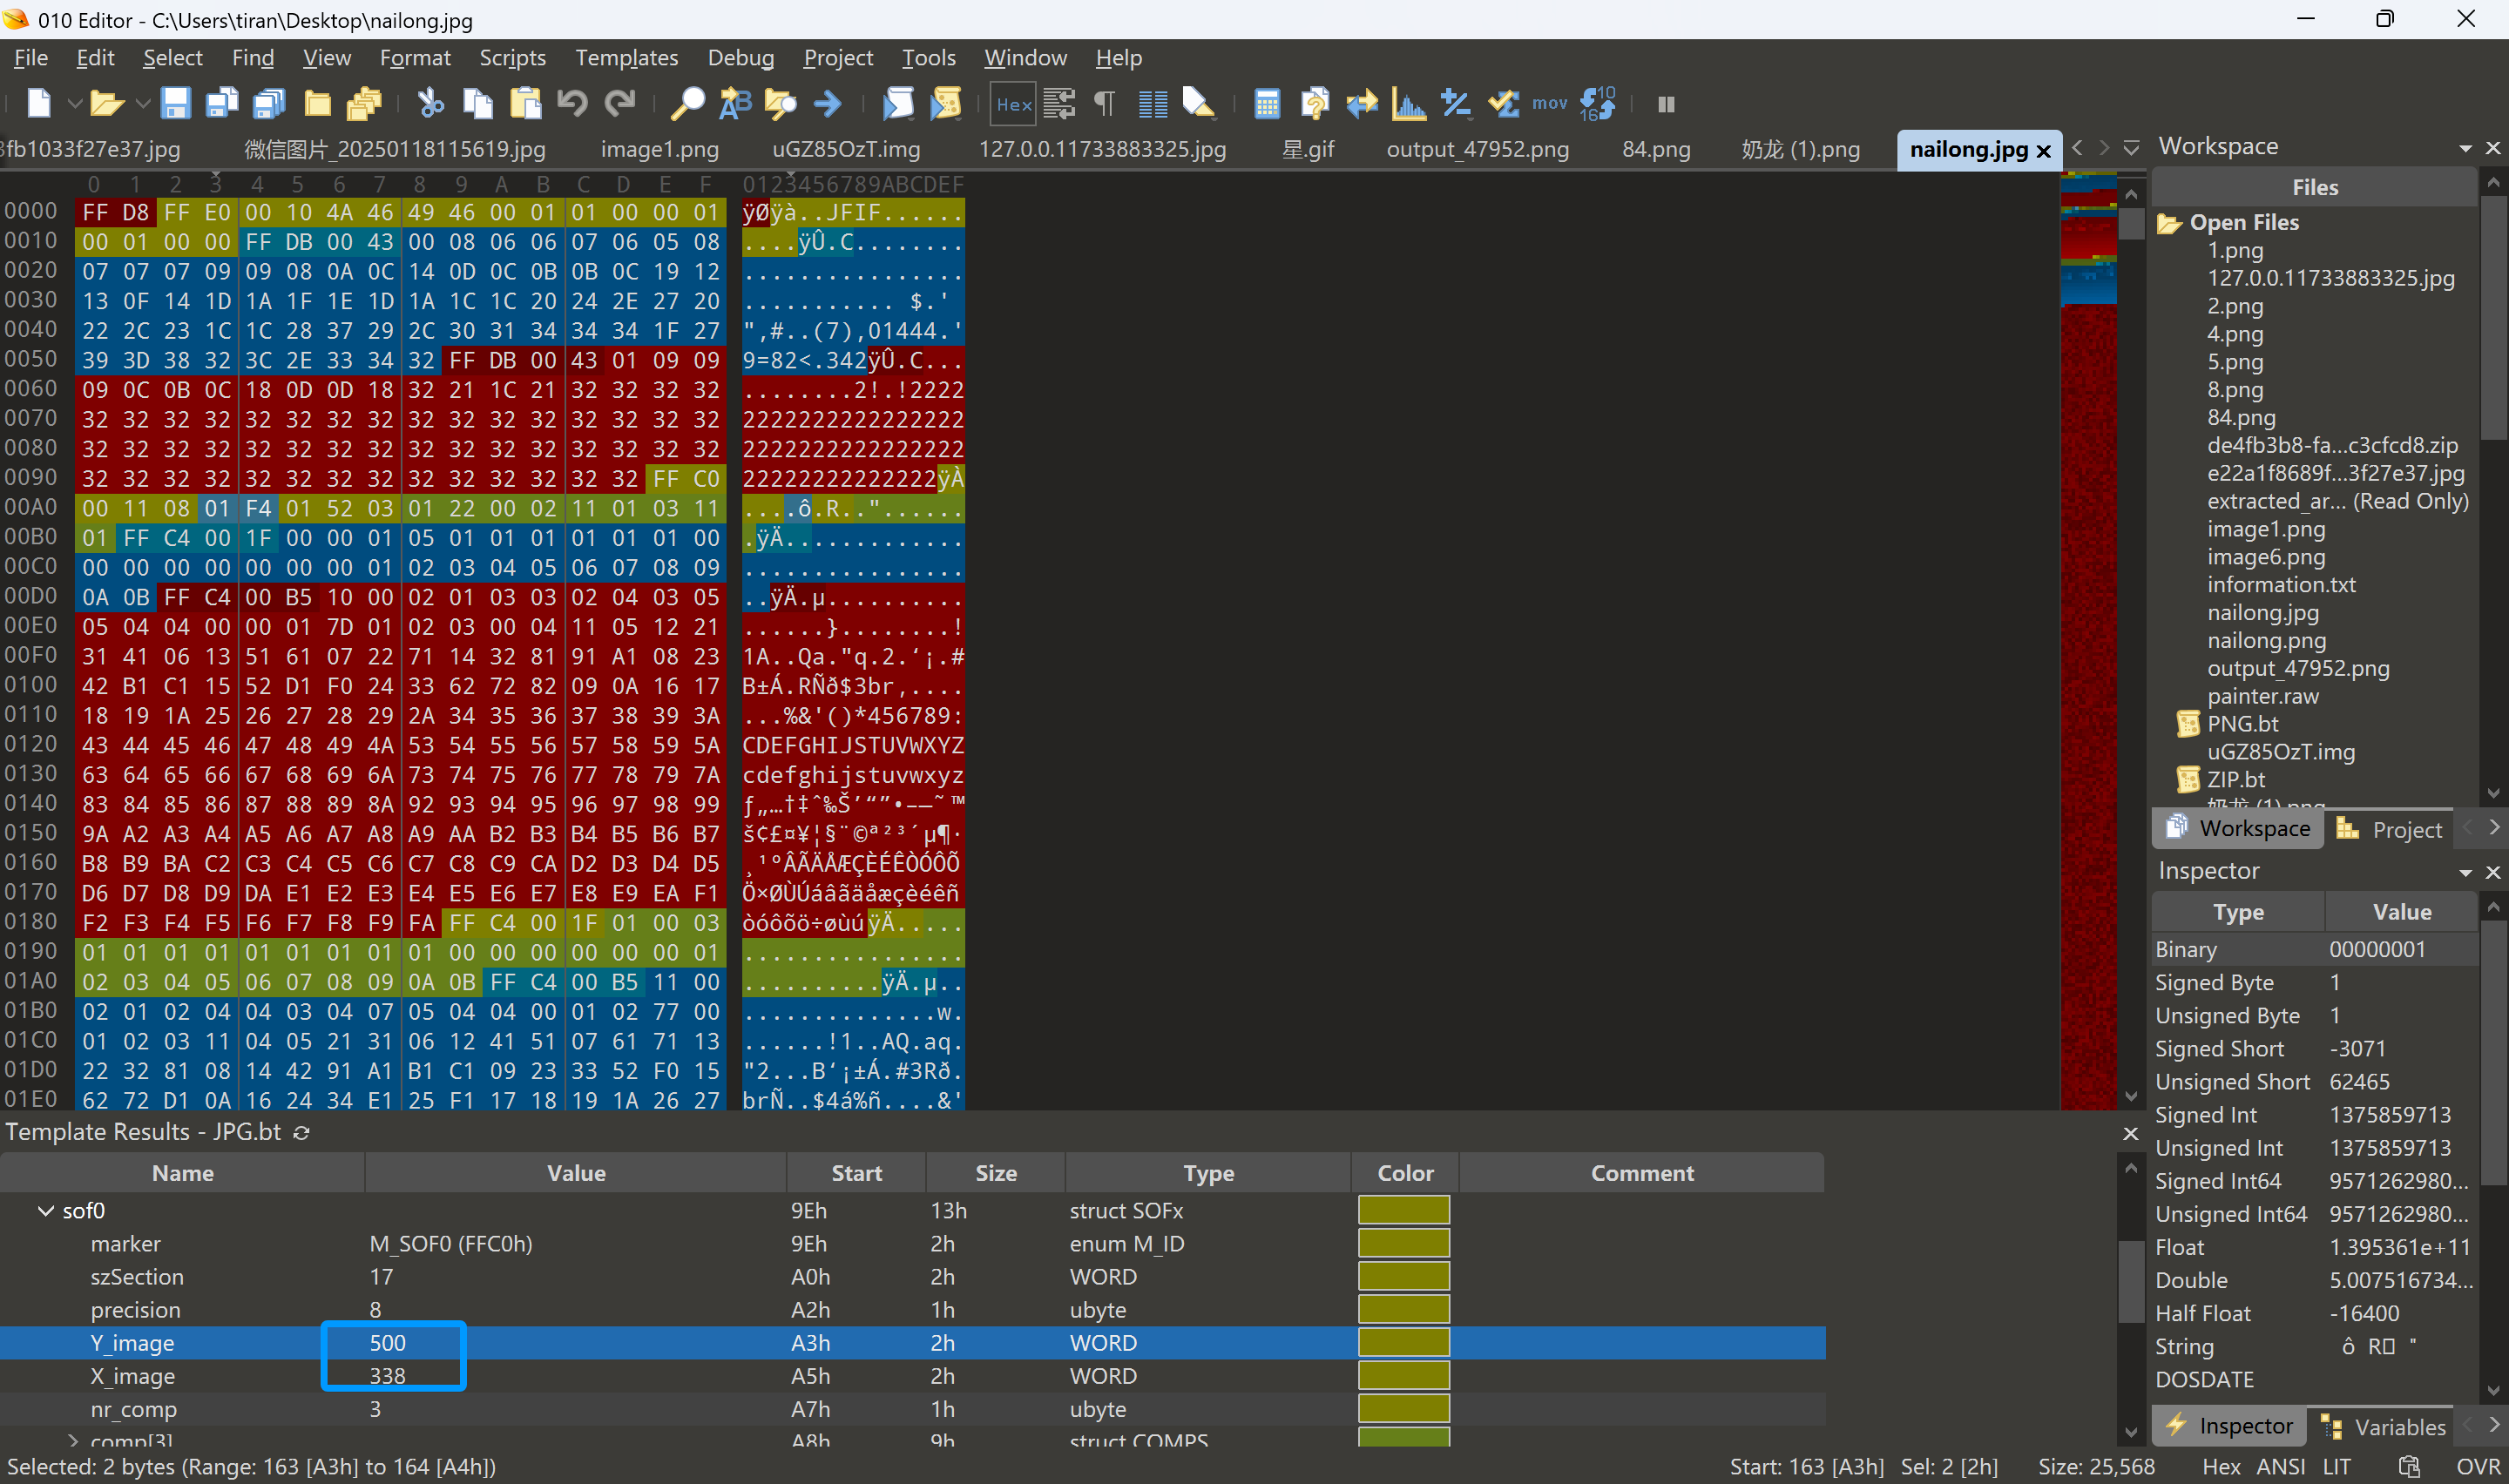 010 Editor - C:\Users\tiran\Desktop\nailong.jpg
File Edit Select Find View Format Scripts Templates Debug Project Tools Window Help
Hex mov 10 16
3fb1033f27e37.jpg 微信图片_20250118115619.jpg image1.png uGZ85OzT.img 127.0.0.11733883325.jpg 星.gif output_47952.png 84.png 奶龙 (1).png nailong.jpg
0 1 2 3 4 5 6 7 8 9 A B C D E F 0123456789ABCDEF
0000 FF D8 FF E0 00 10 4A 46 49 46 00 01 01 00 00 01 ÿØÿà..JFIF......
0010 00 01 00 00 FF DB 00 43 00 08 06 06 07 06 05 08 ....ÿÛ.C........
0020 07 07 07 09 09 08 0A 0C 14 0D 0C 0B 0B 0C 19 12 ................
0030 13 0F 14 1D 1A 1F 1E 1D 1A 1C 1C 20 24 2E 27 20 ........... $.' 
0040 22 2C 23 1C 1C 28 37 29 2C 30 31 34 34 34 1F 27 ",#..(7),01444.'
0050 39 3D 38 32 3C 2E 33 34 32 FF DB 00 43 01 09 09 9=82<.342ÿÛ.C...
0060 09 0C 0B 0C 18 0D 0D 18 32 21 1C 21 32 32 32 32 ........2!.!2222
0070 32 32 32 32 32 32 32 32 32 32 32 32 32 32 32 32 2222222222222222
0080 32 32 32 32 32 32 32 32 32 32 32 32 32 32 32 32 2222222222222222
0090 32 32 32 32 32 32 32 32 32 32 32 32 32 32 FF C0 22222222222222ÿÀ
00A0 00 11 08 01 F4 01 52 03 01 22 00 02 11 01 03 11 ....ô.R.."......
00B0 01 FF C4 00 1F 00 00 01 05 01 01 01 01 01 01 00 .ÿÄ.............
00C0 00 00 00 00 00 00 00 01 02 03 04 05 06 07 08 09 ................
00D0 0A 0B FF C4 00 B5 10 00 02 01 03 03 02 04 03 05 ..ÿÄ.µ..........
00E0 05 04 04 00 00 01 7D 01 02 03 00 04 11 05 12 21 ......}........!
00F0 31 41 06 13 51 61 07 22 71 14 32 81 91 A1 08 23 1A..Qa."q.2.‘¡.#
0100 42 B1 C1 15 52 D1 F0 24 33 62 72 82 09 0A 16 17 B±Á.RÑð$3br‚....
0110 18 19 1A 25 26 27 28 29 2A 34 35 36 37 38 39 3A ...%&'()*456789:
0120 43 44 45 46 47 48 49 4A 53 54 55 56 57 58 59 5A CDEFGHIJSTUVWXYZ
0130 63 64 65 66 67 68 69 6A 73 74 75 76 77 78 79 7A cdefghijstuvwxyz
0140 83 84 85 86 87 88 89 8A 92 93 94 95 96 97 98 99 ƒ„…†‡ˆ‰Š’“”•–—˜™
0150 9A A2 A3 A4 A5 A6 A7 A8 A9 AA B2 B3 B4 B5 B6 B7 š¢£¤¥¦§¨©ª²³´µ¶·
0160 B8 B9 BA C2 C3 C4 C5 C6 C7 C8 C9 CA D2 D3 D4 D5 ¸¹ºÂÃÄÅÆÇÈÉÊÒÓÔÕ
0170 D6 D7 D8 D9 DA E1 E2 E3 E4 E5 E6 E7 E8 E9 EA F1 Ö×ØÙÚáâãäåæçèéêñ
0180 F2 F3 F4 F5 F6 F7 F8 F9 FA FF C4 00 1F 01 00 03 òóôõö÷øùúÿÄ.....
0190 01 01 01 01 01 01 01 01 01 00 00 00 00 00 00 01 ................
01A0 02 03 04 05 06 07 08 09 0A 0B FF C4 00 B5 11 00 ..........ÿÄ.µ..
01B0 02 01 02 04 04 03 04 07 05 04 04 00 01 02 77 00 ..............w.
01C0 01 02 03 11 04 05 21 31 06 12 41 51 07 61 71 13 ......!1..AQ.aq.
01D0 22 32 81 08 14 42 91 A1 B1 C1 09 23 33 52 F0 15 "2...B‘¡±Á.#3Rð.
01E0 62 72 D1 0A 16 24 34 E1 25 F1 17 18 19 1A 26 27 brÑ..$4á%ñ....&'
Workspace
Files
Open Files
1.png
127.0.0.11733883325.jpg
2.png
4.png
5.png
8.png
84.png
de4fb3b8-fa...c3cfcd8.zip
e22a1f8689f...3f27e37.jpg
extracted_ar... (Read Only)
image1.png
image6.png
information.txt
nailong.jpg
nailong.png
output_47952.png
painter.raw
PNG.bt
uGZ85OzT.img
ZIP.bt
奶龙 (1).png
Workspace Project
Inspector
Type Value
Binary 00000001
Signed Byte 1
Unsigned Byte 1
Signed Short -3071
Unsigned Short 62465
Signed Int 1375859713
Unsigned Int 1375859713
Signed Int64 9571262980...
Unsigned Int64 9571262980...
Float 1.395361e+11
Double 5.007516734...
Half Float -16400
String ô R "
DOSDATE
Inspector Variables
Template Results - JPG.bt
Name Value Start Size Type Color Comment
sof0 9Eh 13h struct SOFx
marker M_SOF0 (FFC0h) 9Eh 2h enum M_ID
szSection 17 A0h 2h WORD
precision 8 A2h 1h ubyte
Y_image 500 A3h 2h WORD
X_image 338 A5h 2h WORD
nr_comp 3 A7h 1h ubyte
comp[3] A8h 9h struct COMPS
Selected: 2 bytes (Range: 163 [A3h] to 164 [A4h]) Start: 163 [A3h] Sel: 2 [2h] Size: 25,568 Hex ANSI LIT OVR